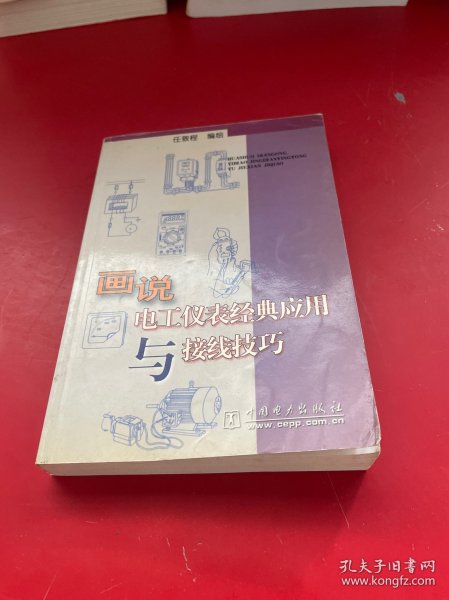 任致程 编绘
HUASHUO DIANGONG
YIBIAO JINGDIAN YINGYONG
YU JIEXIAN JIQIAO
画说
电工仪表经典应用
与接线技巧
中国电力出版社
www.cepp.com.cn
孔夫子旧书网
www.kongfz.com